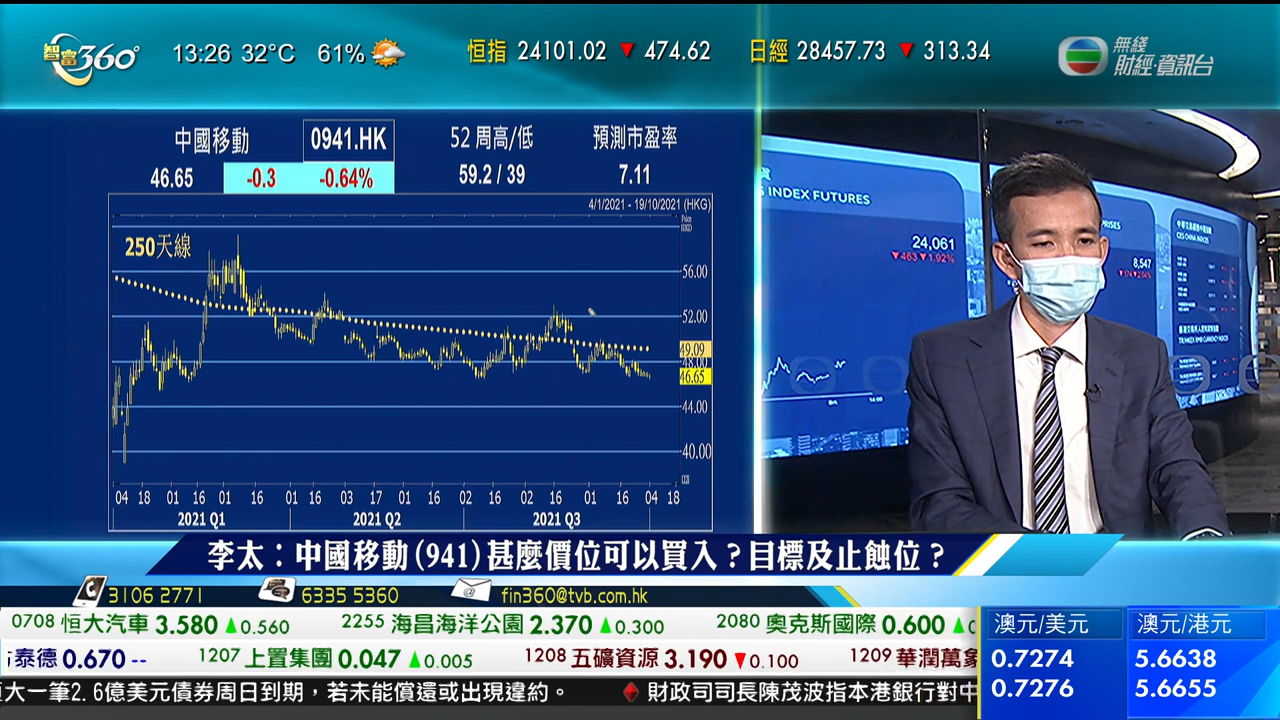 智富360°
13:26 32°C 61%
恒指 24101.02 ▼ 474.62
日經 28457.73 ▼ 313.34
無綫
財經·資訊台
中國移動 0941.HK 52 周高/低 預測市盈率
46.65 -0.3 -0.64% 59.2 / 39 7.11
4/1/2021 - 19/10/2021 (HKG)
250天線
Price
HKD
56.00
52.00
49.09
48.00
46.65
44.00
40.00
04 18 01 16 01 16 01 16 03 17 01 16 02 16 02 16 01 16 04 18
2021 Q1 2021 Q2 2021 Q3
INDEX FUTURES
24,061
▼463 ▼1.92%
8,547
CES CHINA INDICES
李太：中國移動(941)甚麼價位可以買入？目標及止蝕位？
3106 2771 6335 5360 fin360@tvb.com.hk
0708 恒大汽車 3.580 ▲0.560 2255 海昌海洋公園 2.370 ▲0.300 2080 奧克斯國際 0.600 ▲
泰德 0.670 -- 1207 上置集團 0.047 ▲0.005 1208 五礦資源 3.190 ▼0.100 1209 華潤萬象
大一筆2.6億美元債券周日到期，若未能償還或出現違約。 財政司司長陳茂波指本港銀行對中
澳元/美元 澳元/港元
0.7274 5.6638
0.7276 5.6655